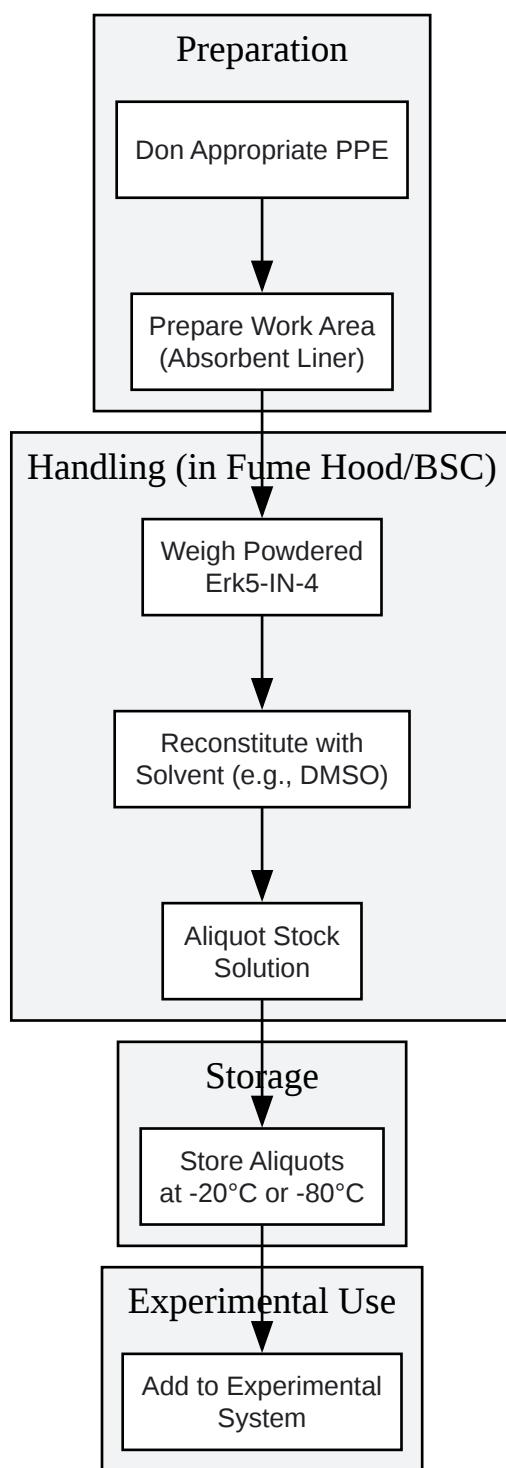 Preparation
Don Appropriate PPE
Prepare Work Area
(Absorbent Liner)
Handling (in Fume Hood/BSC)
Weigh Powdered
Erk5-IN-4
Reconstitute with
Solvent (e.g., DMSO)
Aliquot Stock
Solution
Storage
Store Aliquots
at -20°C or -80°C
Experimental Use
Add to Experimental
System